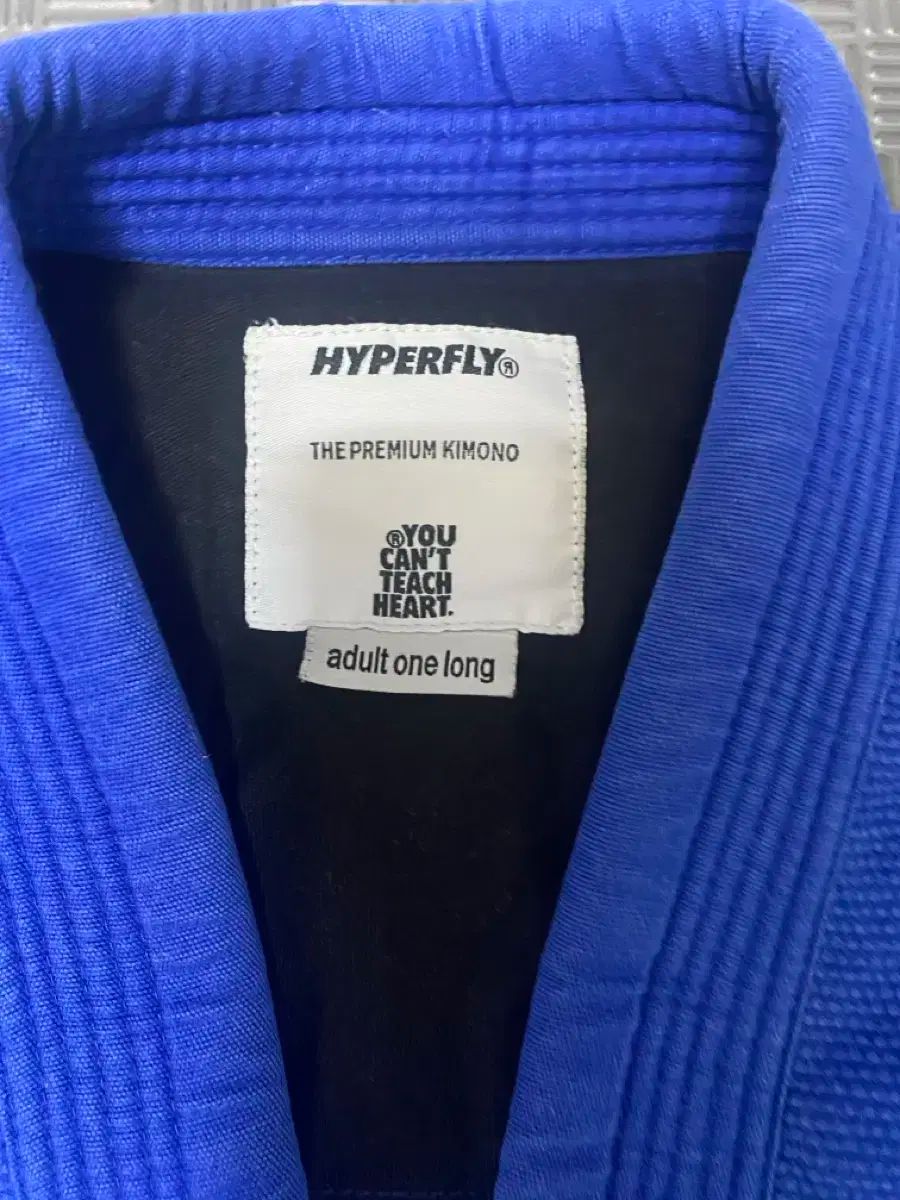 HYPERFLY®
THE PREMIUM KIMONO
®YOU
CAN'T
TEACH
HEART.
adult one long